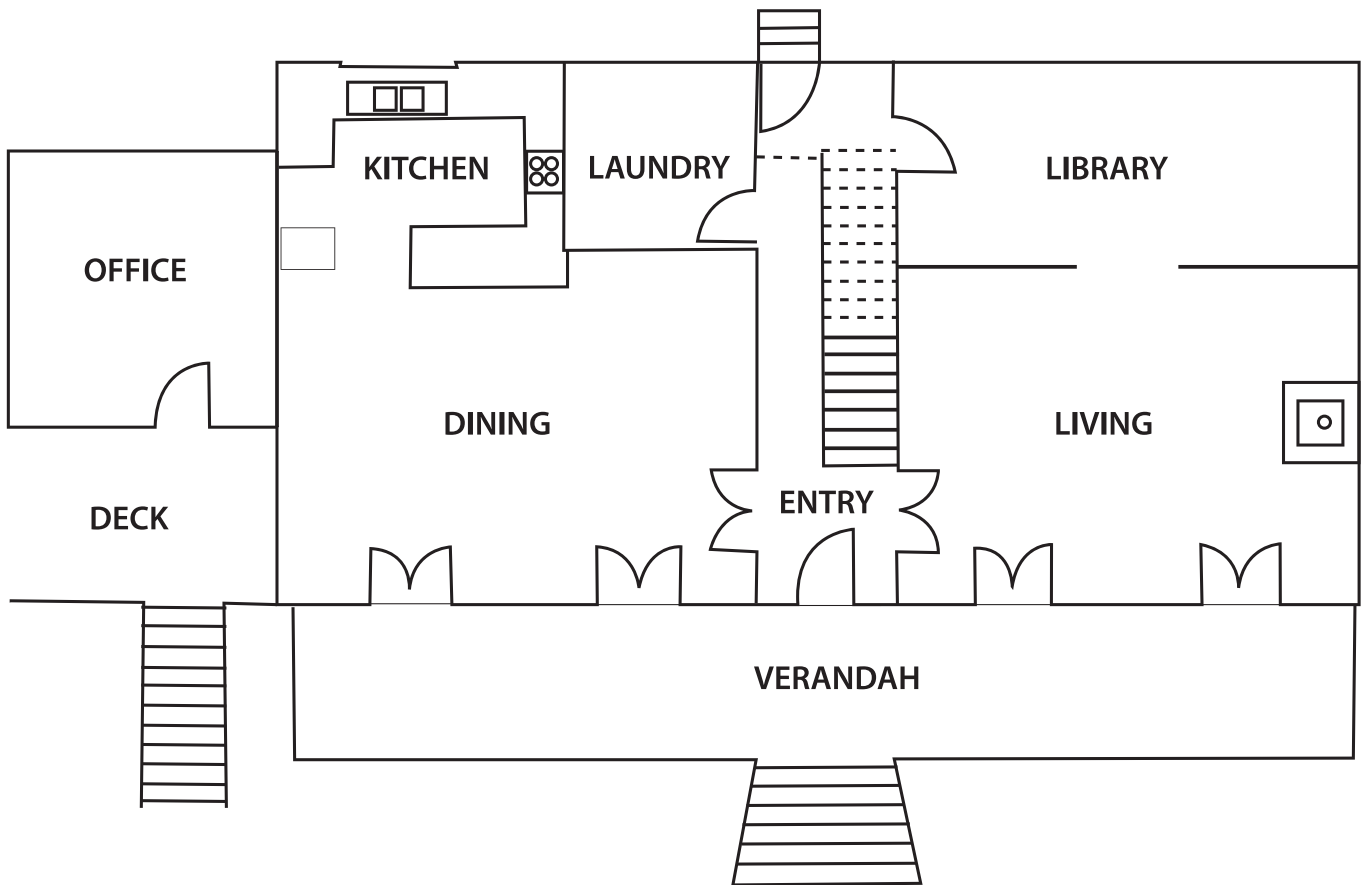 KITCHEN
LAUNDRY
LIBRARY
OFFICE
DINING
LIVING
ENTRY
DECK
VERANDAH